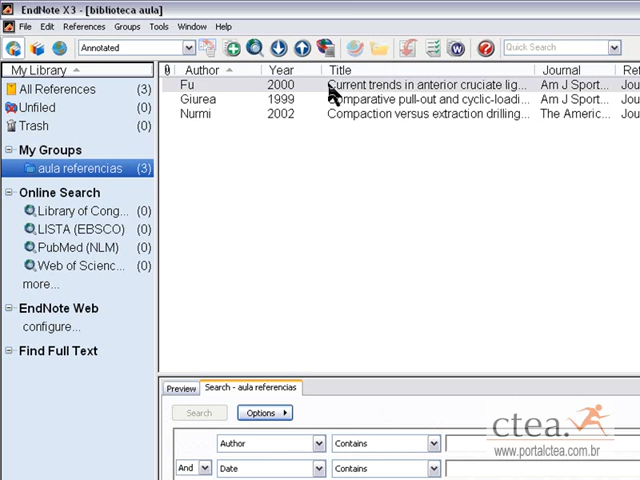 EndNote X3 - [biblioteca aula]
File Edit References Groups Tools Window Help
Annotated
Quick Search
My Library
Author Year Title Journal Ref
All References (3)
Fu 2000 Current trends in anterior cruciate lig... Am J Sport... Jou
Giurea 1999 Comparative pull-out and cyclic-loadi... Am J Sport... Jou
Unfiled (0)
Nurmi 2002 Compaction versus extraction drilling... The Americ... Jou
Trash (0)
My Groups
aula referencias (3)
Online Search
Library of Cong... (0)
LISTA (EBSCO) (0)
PubMed (NLM) (0)
Web of Scienc... (0)
more...
EndNote Web
configure...
Find Full Text
Preview Search - aula referencias
Search Options
Author Contains
And Date Contains
ctea.
www.portalctea.com.br